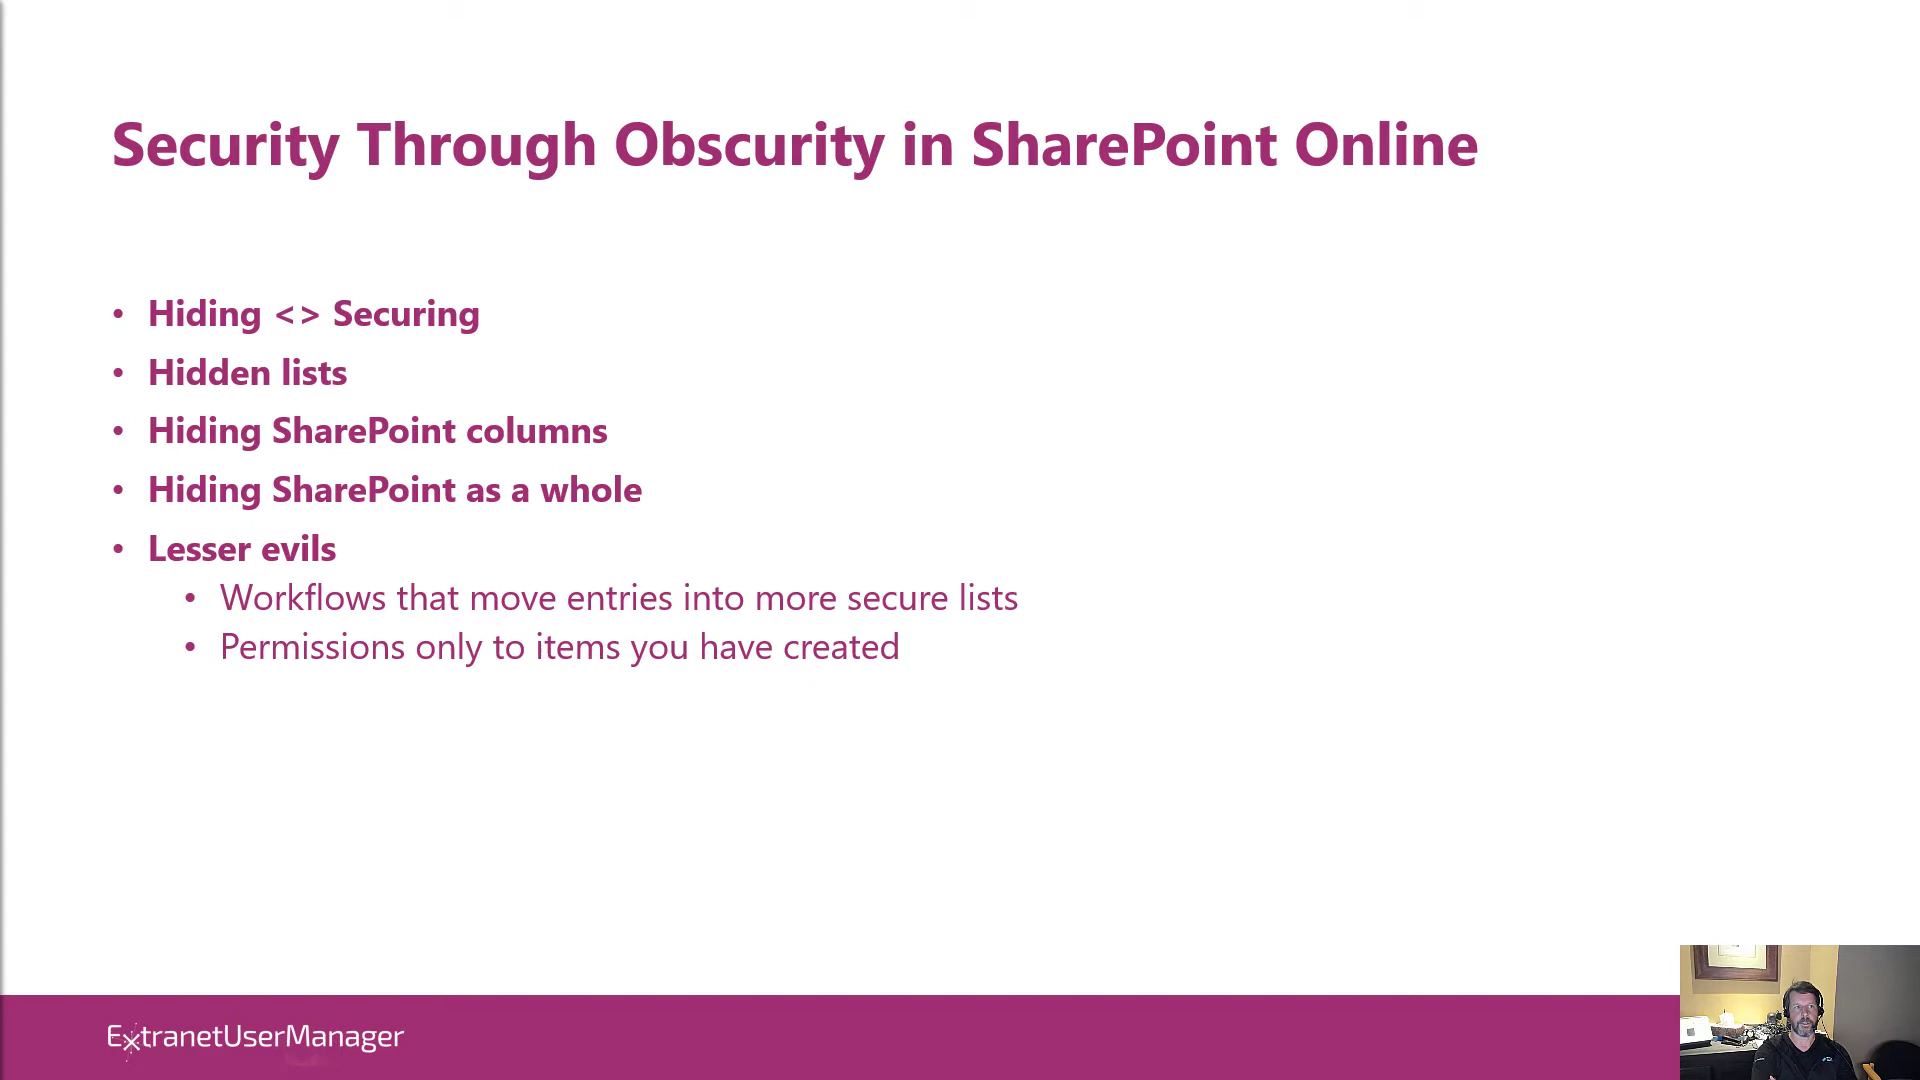 Security Through Obscurity in SharePoint Online
• Hiding <> Securing
• Hidden lists
• Hiding SharePoint columns
• Hiding SharePoint as a whole
• Lesser evils
• Workflows that move entries into more secure lists
• Permissions only to items you have created
ExtranetUserManager